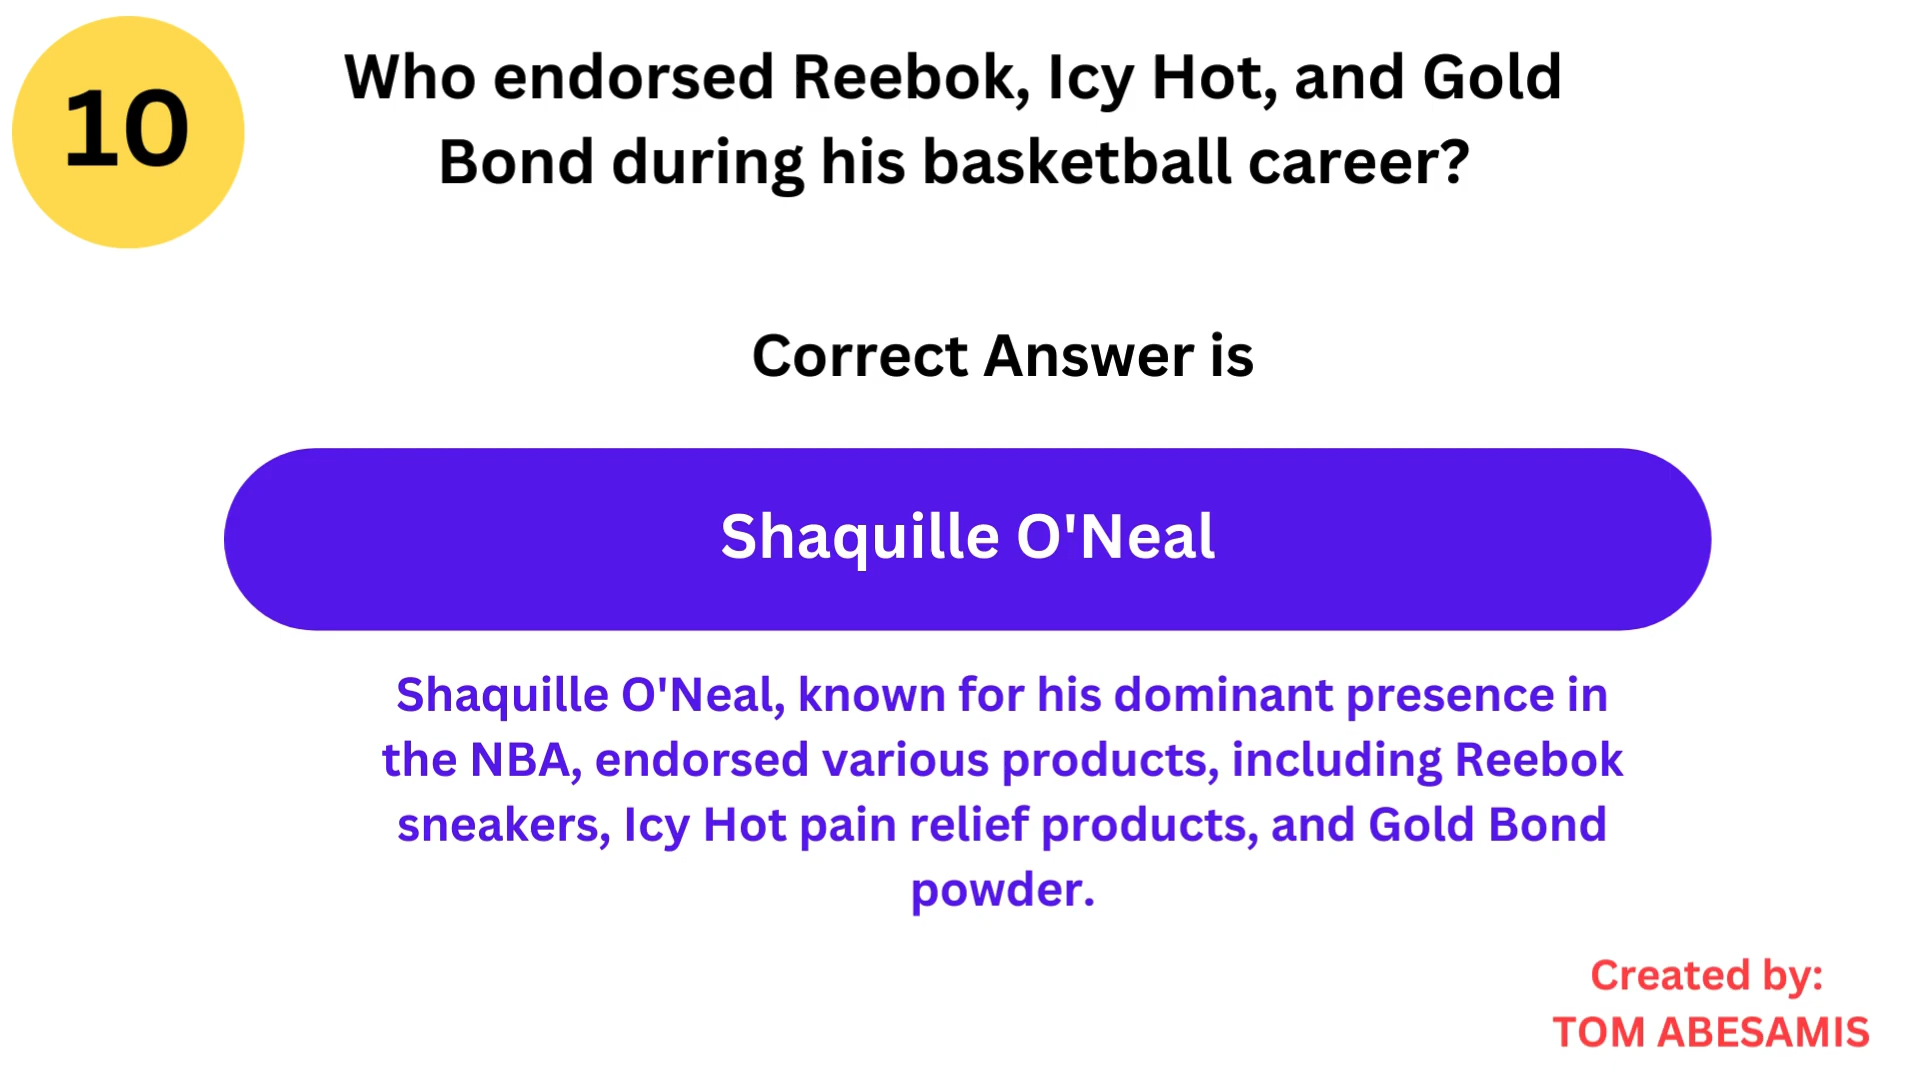 10
Who endorsed Reebok, Icy Hot, and Gold
Bond during his basketball career?
Correct Answer is
Shaquille O'Neal
Shaquille O'Neal, known for his dominant presence in
the NBA, endorsed various products, including Reebok
sneakers, Icy Hot pain relief products, and Gold Bond
powder.
Created by:
TOM ABESAMIS